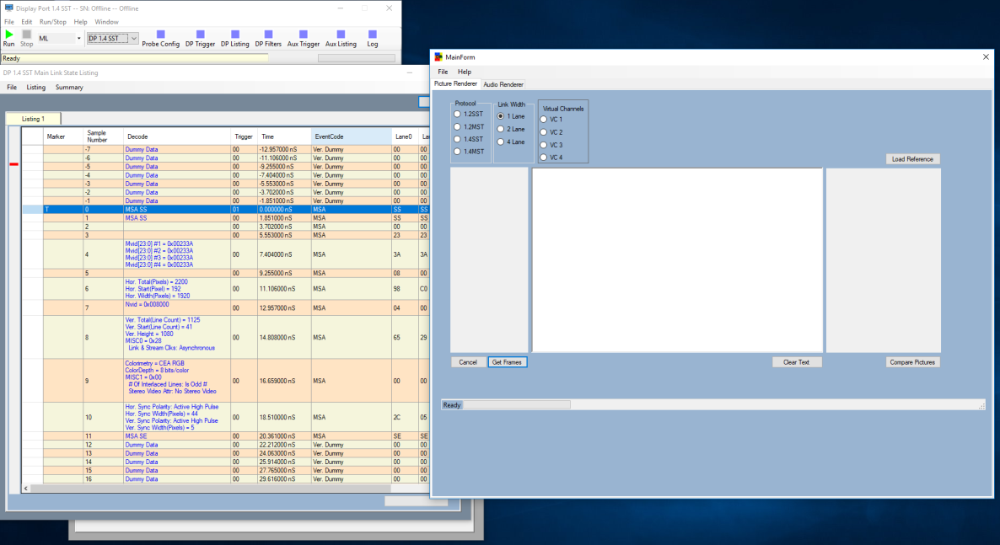 Display Port 1.4 SST -- SN: Offline -- Offline
File Edit Run/Stop Help Window
ML DP 1.4 SST
Run Stop Probe Config DP Trigger DP Listing DP Filters Aux Trigger Aux Listing Log
Ready
DP 1.4 SST Main Link State Listing
File Listing Summary
Listing 1
Marker Sample Number Decode Trigger Time EventCode Lane0
-7 Dummy Data 00 -12.957000 nS Ver. Dummy 00 00
-6 Dummy Data 00 -11.106000 nS Ver. Dummy 00 00
-5 Dummy Data 00 -9.255000 nS Ver. Dummy 00 00
-4 Dummy Data 00 -7.404000 nS Ver. Dummy 00 00
-3 Dummy Data 00 -5.553000 nS Ver. Dummy 00 00
-2 Dummy Data 00 -3.702000 nS Ver. Dummy 00 00
-1 Dummy Data 00 -1.851000 nS Ver. Dummy 00 00
T 0 MSA SS 01 0.000000 nS MSA SS SS
1 MSA SS 00 1.851000 nS MSA SS SS
2 00 3.702000 nS MSA 00 00
3 00 5.553000 nS MSA 23 23
Mvid[23:0] #1 = 0x00233A
Mvid[23:0] #2 = 0x00233A
Mvid[23:0] #3 = 0x00233A
Mvid[23:0] #4 = 0x00233A
4 00 7.404000 nS MSA 3A 3A
5 00 9.255000 nS MSA 08 00
Hor. Total(Pixels) = 2200
Hor. Start(Pixel) = 192
Hor. Width(Pixels) = 1920
6 00 11.106000 nS MSA 98 C0
Nvid = 0x008000
7 00 12.957000 nS MSA 04 00
Ver. Total(Line Count) = 1125
Ver. Start(Line Count) = 41
Ver. Height = 1080
MISC0 = 0x28
Link & Stream Clks: Asynchronous
8 00 14.808000 nS MSA 65 29
Colorimetry = CEA RGB
ColorDepth = 8 bits/color
MISC1 = 0x00
# Of Interlaced Lines: Is Odd #
Stereo Video Attr: No Stereo Video
9 00 16.659000 nS MSA 00 00
Hor. Sync Polarity: Active High Pulse
Hor. Sync Width(Pixels) = 44
Ver. Sync Polarity: Active High Pulse
Ver. Sync Width(Pixels) = 5
10 00 18.510000 nS MSA 2C 05
11 MSA SE 00 20.361000 nS MSA SE SE
12 Dummy Data 00 22.212000 nS Ver. Dummy 00 00
13 Dummy Data 00 24.063000 nS Ver. Dummy 00 00
14 Dummy Data 00 25.914000 nS Ver. Dummy 00 00
15 Dummy Data 00 27.765000 nS Ver. Dummy 00 00
16 Dummy Data 00 29.616000 nS Ver. Dummy 00 00
MainForm
File Help
Picture Renderer Audio Renderer
Protocol
1.2SST
1.2MST
1.4SST
1.4MST
Link Width
1 Lane
2 Lane
4 Lane
Virtual Channels
VC 1
VC 2
VC 3
VC 4
Load Reference
Cancel Get Frames Clear Text Compare Pictures
Ready